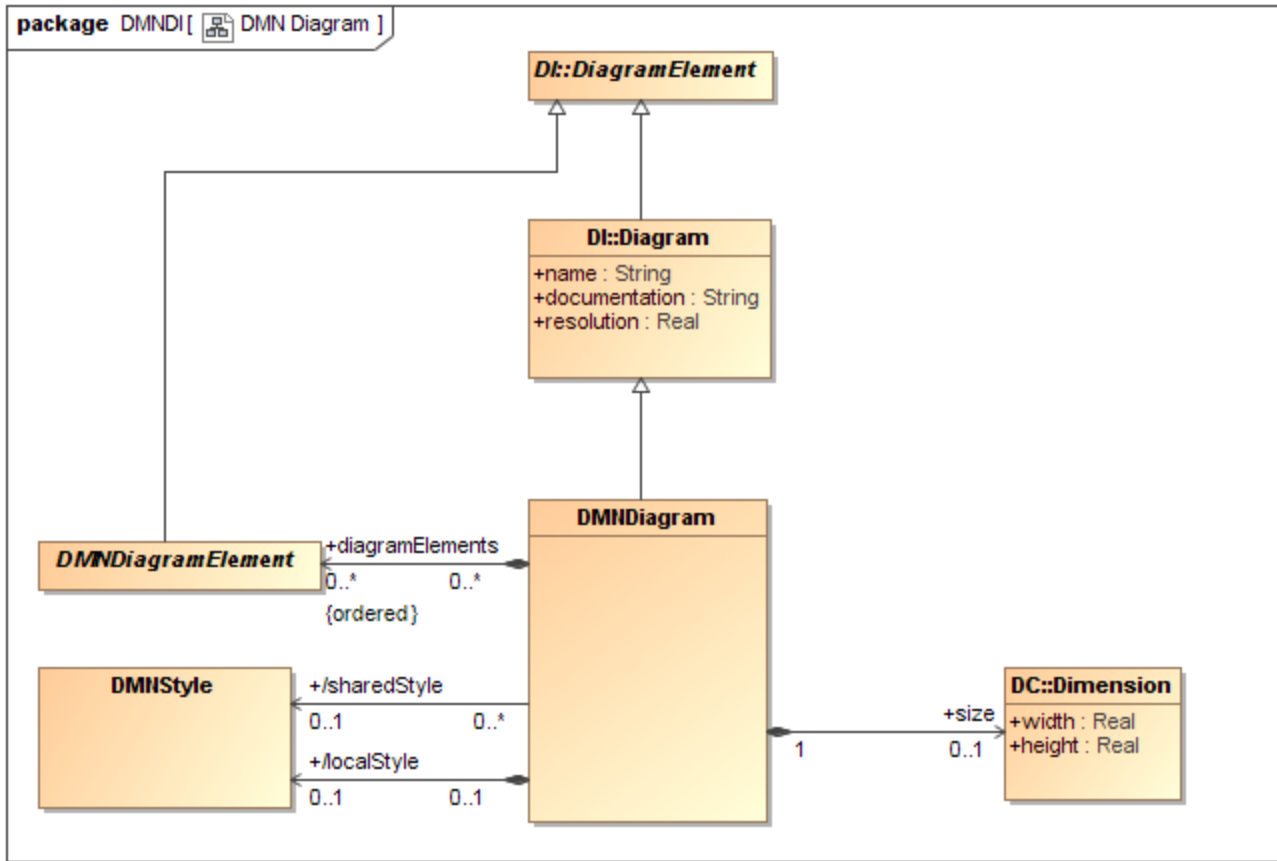 package DMNDI [ DMN Diagram ]
DI::DiagramElement
DI::Diagram
+name : String
+documentation : String
+resolution : Real
DMNDiagram
DMNDiagramElement
+diagramElements
0..* 0..*
{ordered}
DMNStyle
+/sharedStyle
0..1 0..*
+/localStyle
0..1 0..1
+size
1 0..1
DC::Dimension
+width : Real
+height : Real